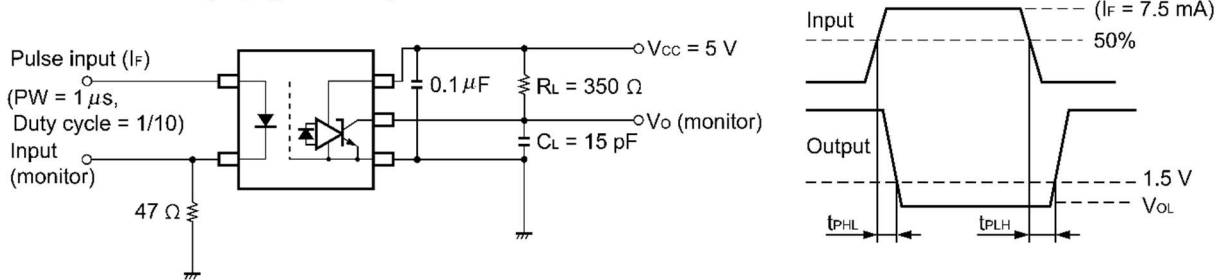 Pulse input (IF)
(PW = 1 μs,
Duty cycle = 1/10)
Input
(monitor)
47 Ω
0.1 μF
VCC = 5 V
RL = 350 Ω
VO (monitor)
CL = 15 pF
Input
(IF = 7.5 mA)
50%
Output
1.5 V
VOL
tPHL
tPLH